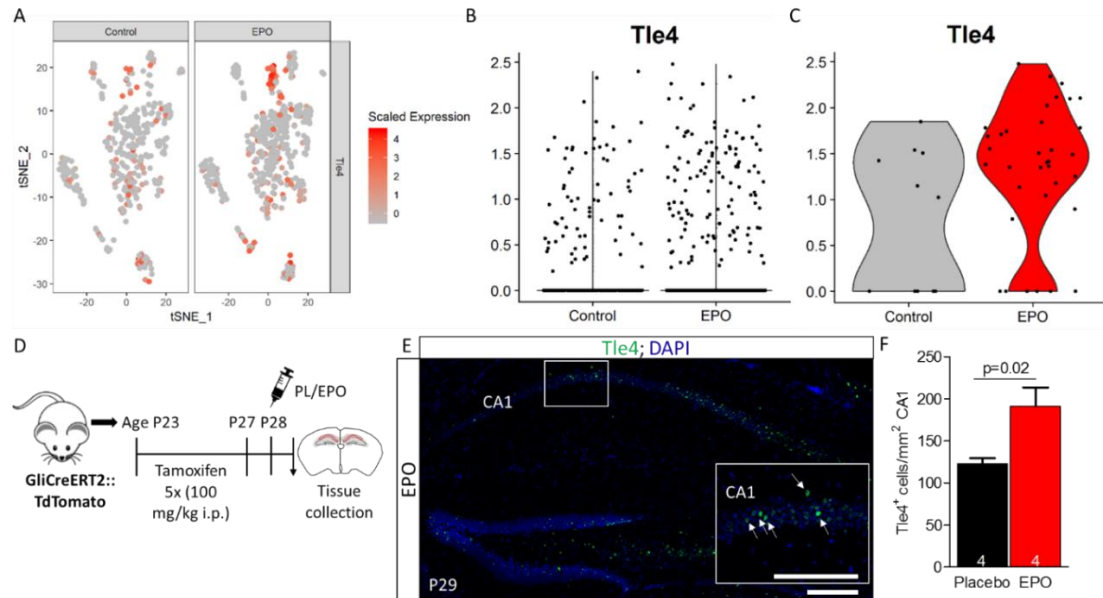 A
Control
EPO
Tle4
20
10
0
-10
-20
-30
tSNE_2
-20
0
20
-20
0
20
tSNE_1
Scaled Expression
4
3
2
1
0
B
Tle4
2.5
2.0
1.5
1.0
0.5
0.0
Control
EPO
C
Tle4
2.5
2.0
1.5
1.0
0.5
0.0
Control
EPO
D
GliCreERT2::
TdTomato
Age P23
P27
P28
PL/EPO
Tamoxifen
5x (100
mg/kg i.p.)
Tissue
collection
E
Tle4; DAPI
EPO
CA1
CA1
P29
F
Tle4⁺ cells/mm² CA1
250
200
150
100
50
0
p=0.02
4
4
Placebo
EPO